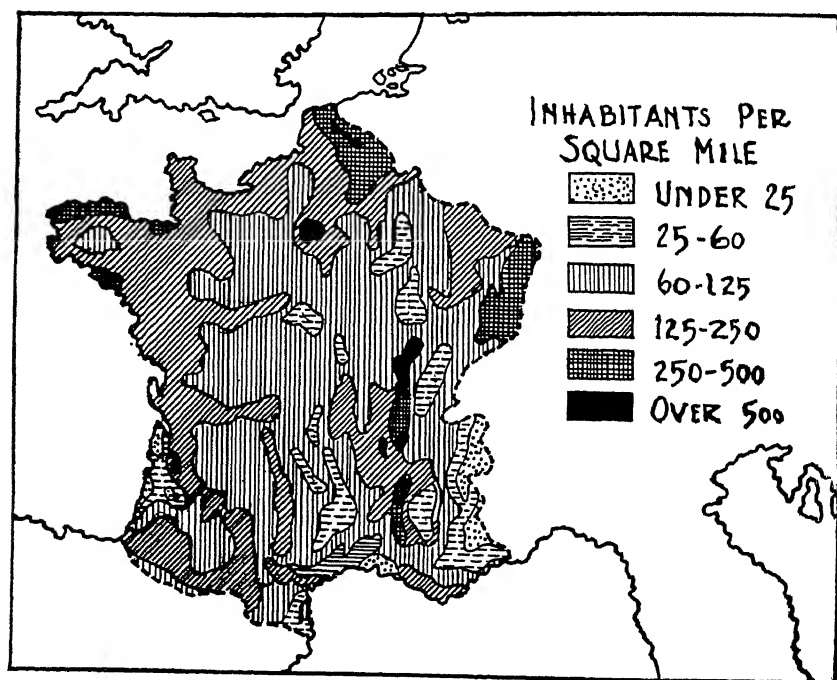 INHABITANTS PER
SQUARE MILE
UNDER 25
25-60
60-125
125-250
250-500
OVER 500